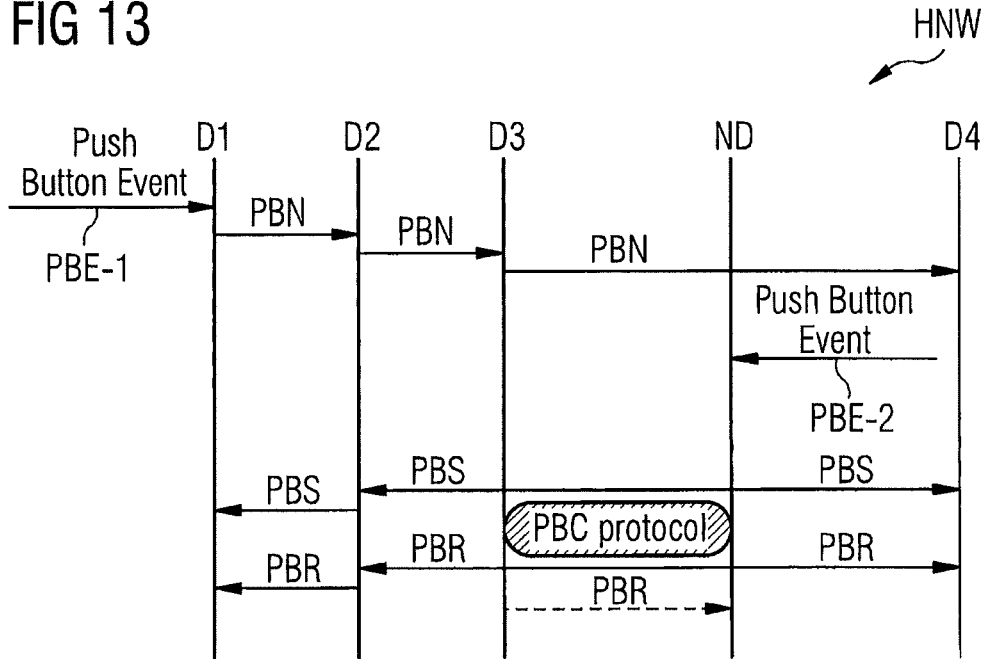 FIG 13
HNW
Push
Button Event
D1
D2
D3
ND
D4
PBE-1
PBN
PBN
PBN
Push Button
Event
PBE-2
PBS
PBS
PBS
PBC protocol
PBR
PBR
PBR
PBR